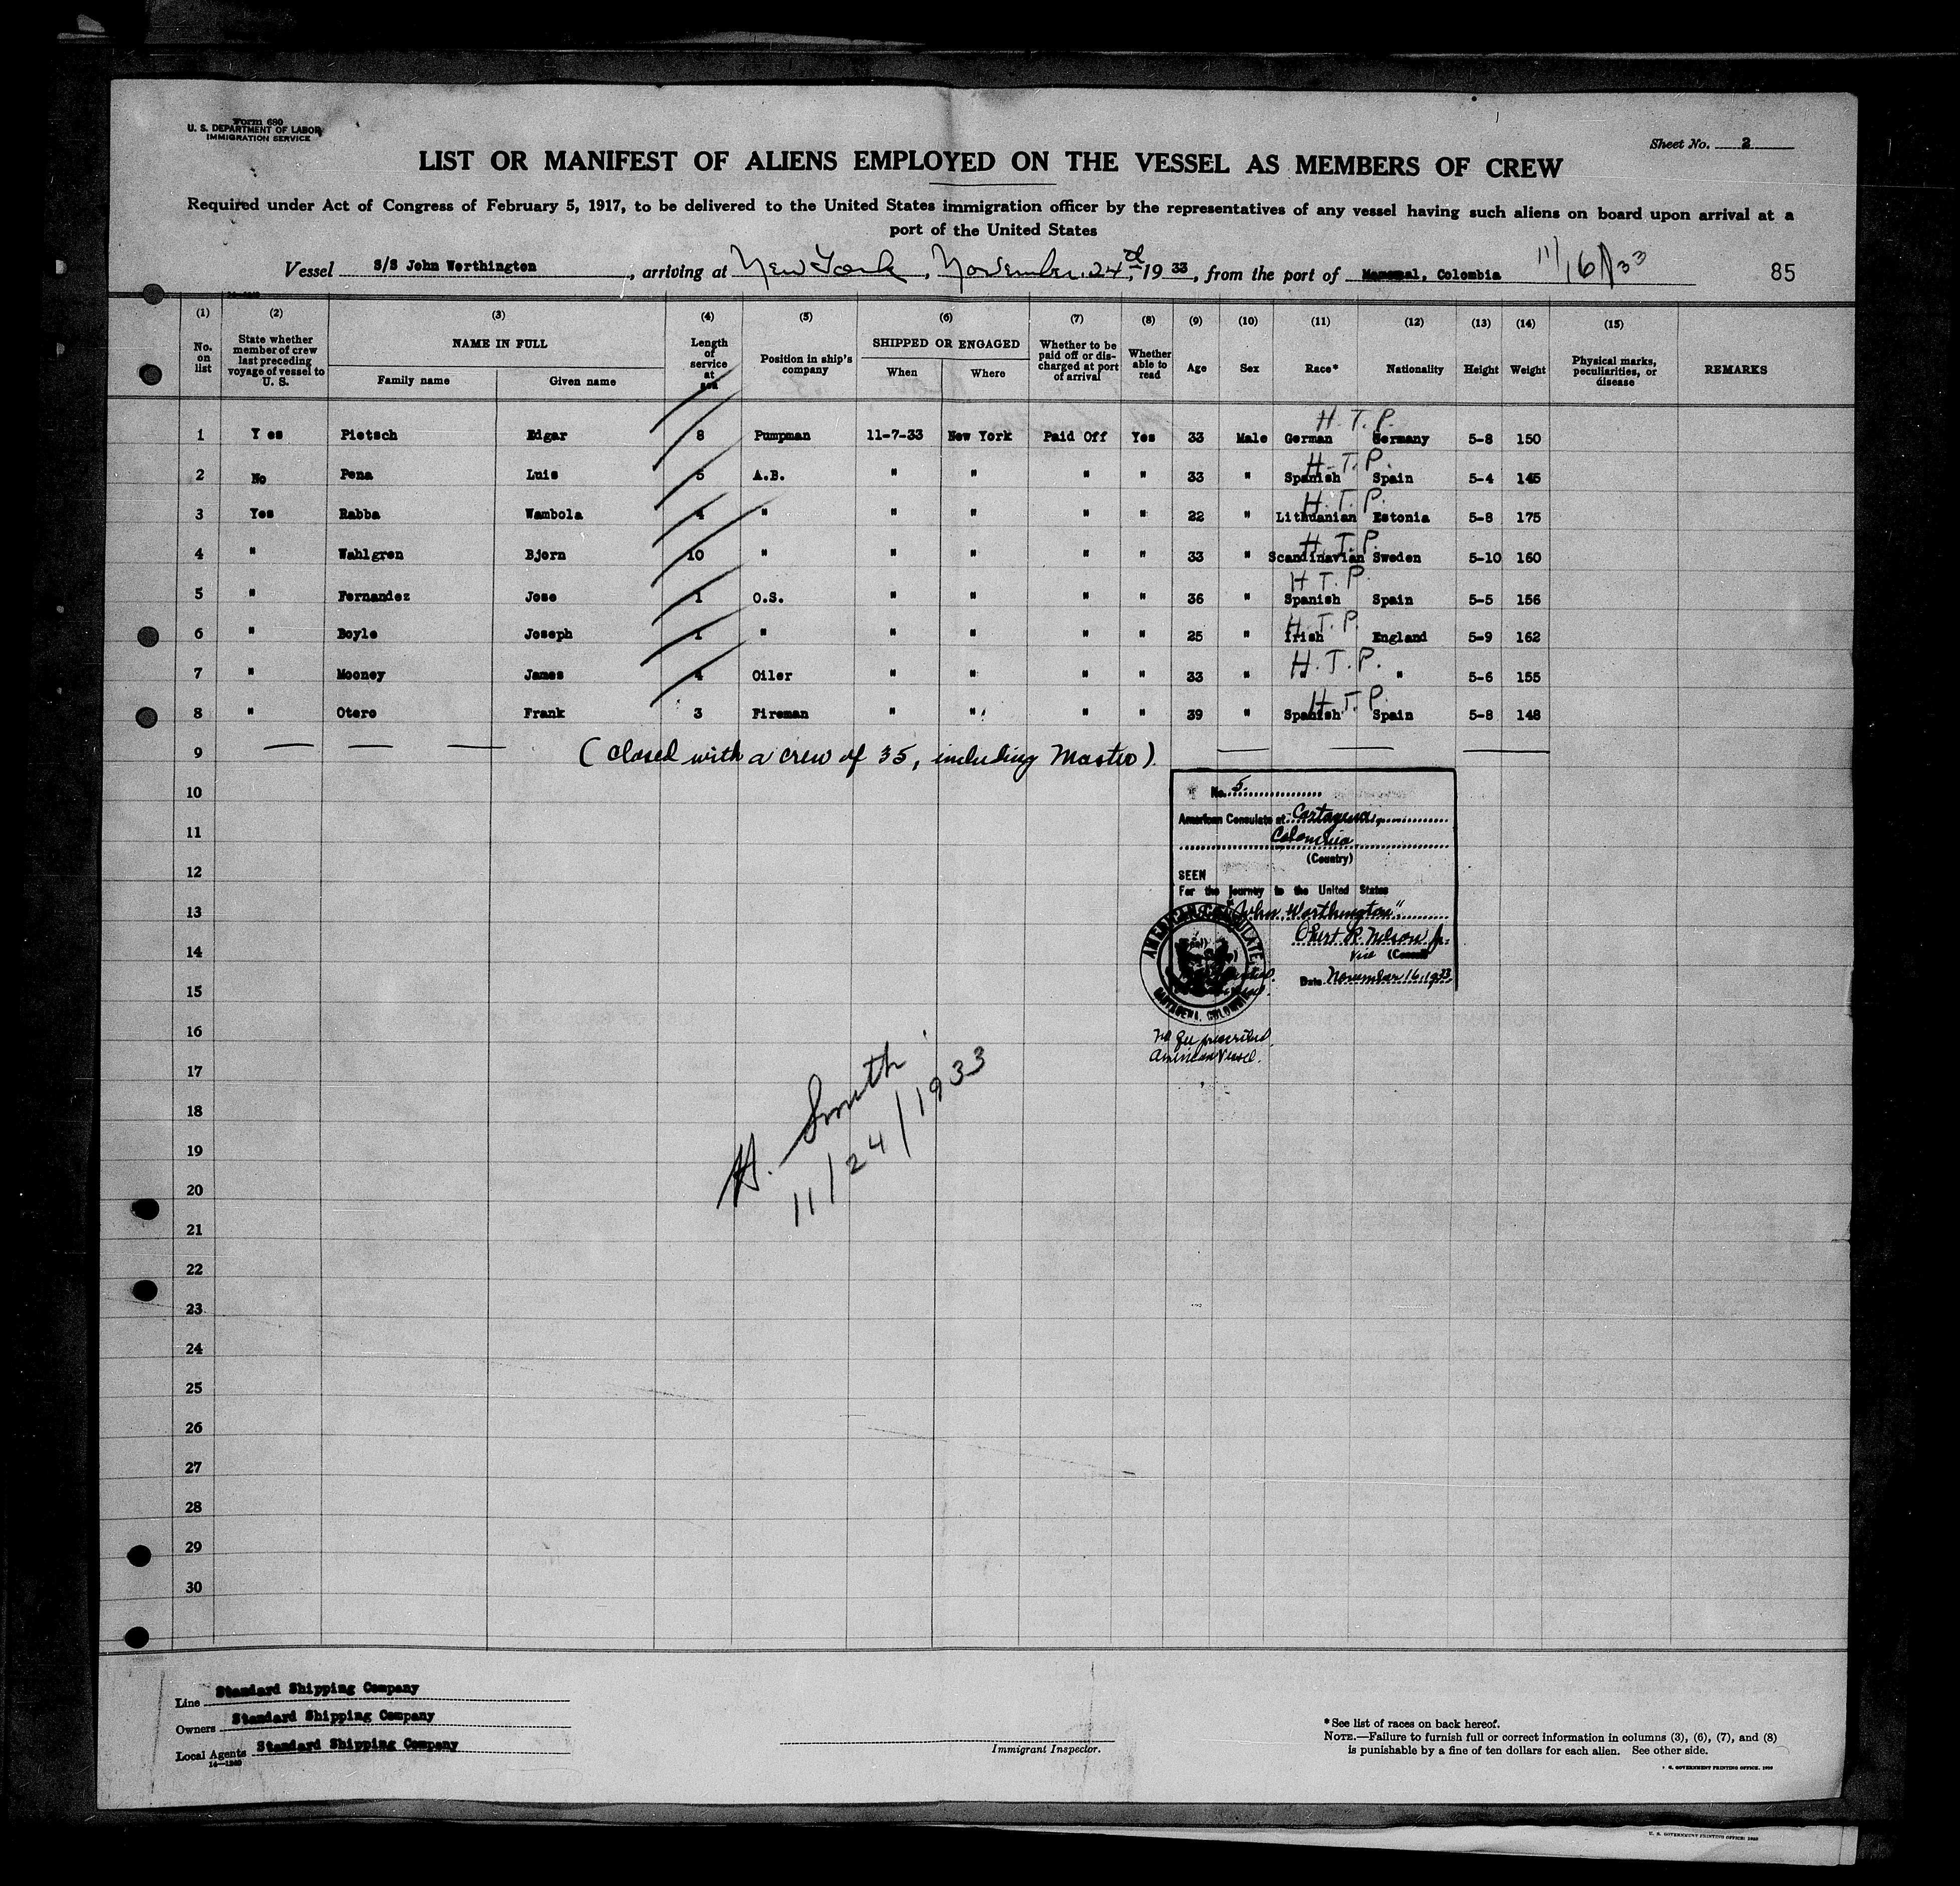 Form 680
U. S. DEPARTMENT OF LABOR
IMMIGRATION SERVICE
Sheet No. 2
LIST OR MANIFEST OF ALIENS EMPLOYED ON THE VESSEL AS MEMBERS OF CREW
Required under Act of Congress of February 5, 1917, to be delivered to the United States immigration officer by the representatives of any vessel having such aliens on board upon arrival at a
port of the United States
Vessel S/S John Worthington, arriving at New York, November 24th, 1933, from the port of Mamonal, Colombia 11/16/33
85
(1) (2) (3) (4) (5) (6) (7) (8) (9) (10) (11) (12) (13) (14) (15)
No. on list State whether member of crew last preceding voyage of vessel to U. S. NAME IN FULL Family name Given name Length of service at sea Position in ship's company SHIPPED OR ENGAGED When Where Whether to be paid off or discharged at port of arrival Whether able to read Age Sex Race* Nationality Height Weight Physical marks, peculiarities, or disease REMARKS
H. T. P.
1 Yes Pietsch Edgar 8 Pumpman 11-7-33 New York Paid Off Yes 33 Male German Germany 5-8 150
H. T. P.
2 No Pena Luis 5 A.B. " " " " 33 " Spanish Spain 5-4 145
H. T. P.
3 Yes Rabba Wambola 4 " " " " " 22 " Lithuanian Estonia 5-8 175
H. T. P.
4 " Wahlgren Bjorn 10 " " " " " 33 " Scandinavian Sweden 5-10 160
H. T. P.
5 " Fernandez Jose 1 O.S. " " " " 36 " Spanish Spain 5-5 156
H. T. P.
6 " Boyle Joseph 1 " " " " " 25 " Irish England 5-9 162
H. T. P.
7 " Mooney James 4 Oiler " " " " 33 " " " 5-6 155
H. T. P.
8 " Otero Frank 3 Fireman " " " " 39 " Spanish Spain 5-8 148
9 (Closed with a crew of 35, including Master)
10
11
12
13
14
15
16
17
18
19
20
21
22
23
24
25
26
27
28
29
30
No. 5
American Consulate at Cartagena,
Colombia
(Country)
SEEN
For the journey to the United States
"John Worthington"
Nelson Jr.
Vice (Consul
Date November 16, 1933
AMERICAN CONSULATE
CARTAGENA, COLOMBIA
No fee prescribed
American Vessel.
H. Smith
11/24/1933
Line Standard Shipping Company
Owners Standard Shipping Company
Local Agents Standard Shipping Company
14—1240
Immigrant Inspector.
* See list of races on back hereof.
NOTE.—Failure to furnish full or correct information in columns (3), (6), (7), and (8)
is punishable by a fine of ten dollars for each alien. See other side.
GOVERNMENT PRINTING OFFICE
U. S. GOVERNMENT PRINTING OFFICE